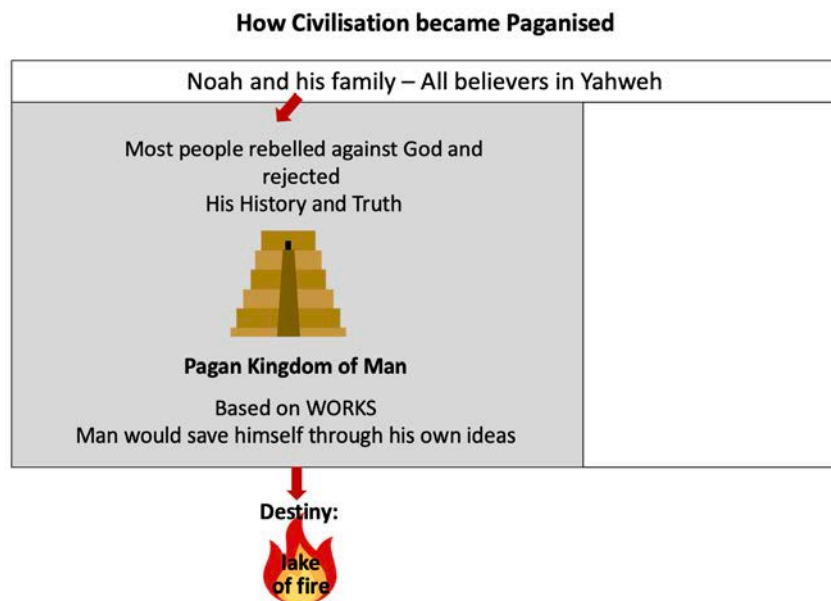 How Civilisation became Paganised
Noah and his family – All believers in Yahweh
Most people rebelled against God and
rejected
His History and Truth
Pagan Kingdom of Man
Based on WORKS
Man would save himself through his own ideas
Destiny:
lake
of fire